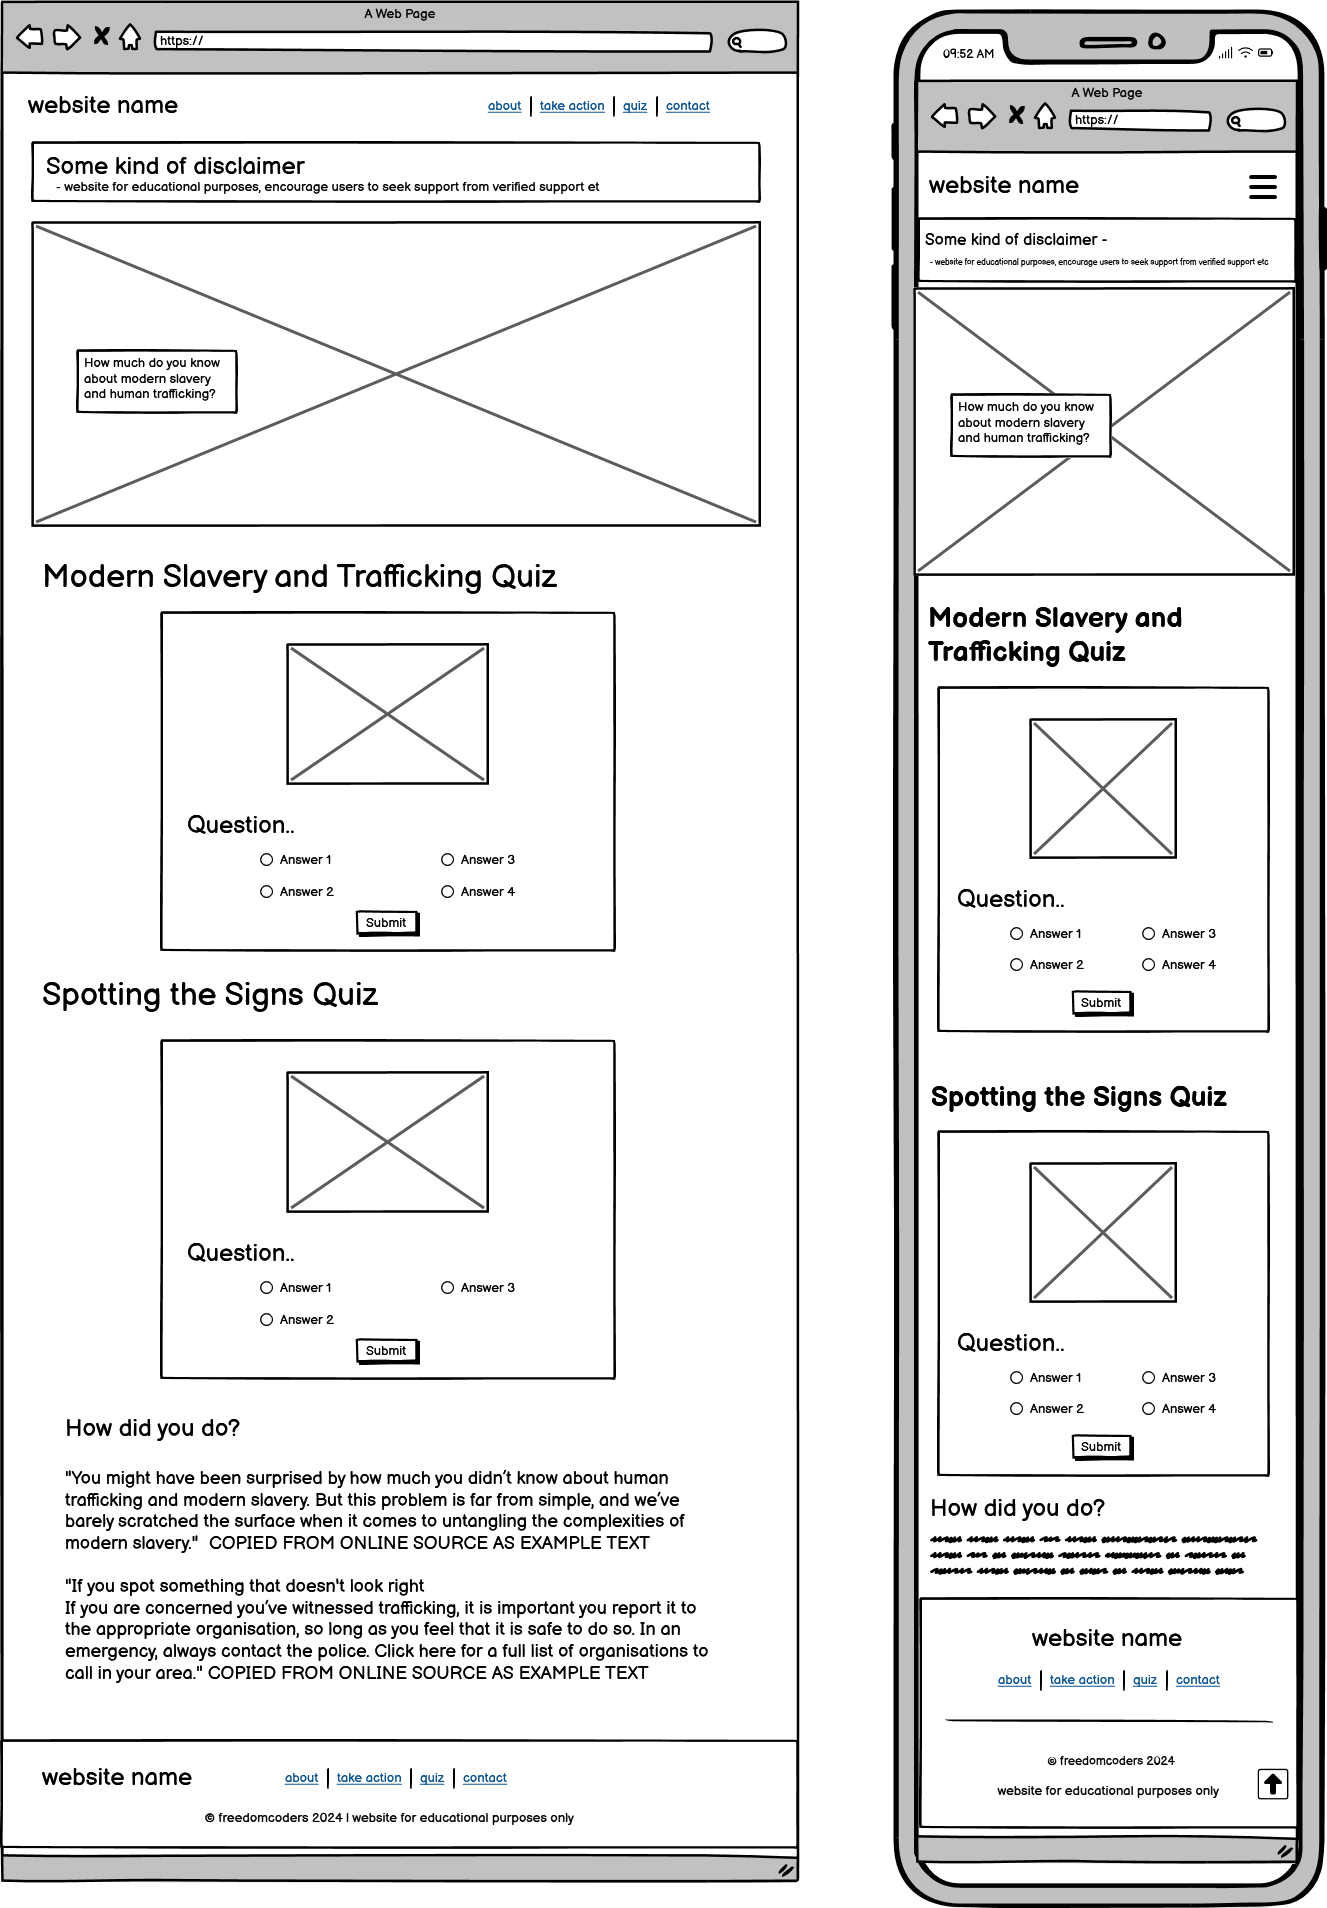 A Web Page
https://
website name
about | take action | quiz | contact
Some kind of disclaimer
- website for educational purposes, encourage users to seek support from verified support et
How much do you know
about modern slavery
and human trafficking?
Modern Slavery and Trafficking Quiz
Question..
Answer 1 Answer 3
Answer 2 Answer 4
Submit
Spotting the Signs Quiz
Question..
Answer 1 Answer 3
Answer 2
Submit
How did you do?
"You might have been surprised by how much you didn't know about human
trafficking and modern slavery. But this problem is far from simple, and we've
barely scratched the surface when it comes to untangling the complexities of
modern slavery." COPIED FROM ONLINE SOURCE AS EXAMPLE TEXT
"If you spot something that doesn't look right
If you are concerned you've witnessed trafficking, it is important you report it to
the appropriate organisation, so long as you feel that it is safe to do so. In an
emergency, always contact the police. Click here for a full list of organisations to
call in your area." COPIED FROM ONLINE SOURCE AS EXAMPLE TEXT
website name
about | take action | quiz | contact
© freedomcoders 2024 | website for educational purposes only
09:52 AM
A Web Page
https://
website name
Some kind of disclaimer -
- website for educational purposes, encourage users to seek support from verified support etc
How much do you know
about modern slavery
and human trafficking?
Modern Slavery and
Trafficking Quiz
Question..
Answer 1 Answer 3
Answer 2 Answer 4
Submit
Spotting the Signs Quiz
Question..
Answer 1 Answer 3
Answer 2 Answer 4
Submit
How did you do?
website name
about | take action | quiz | contact
© freedomcoders 2024
website for educational purposes only